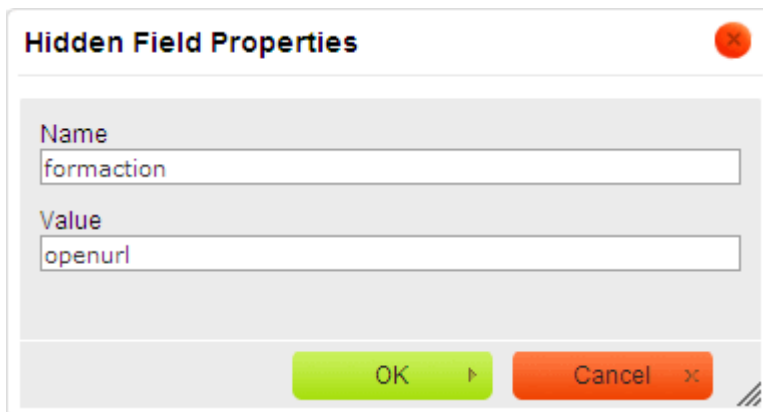 Hidden Field Properties
Name
formaction
Value
openurl
OK
Cancel